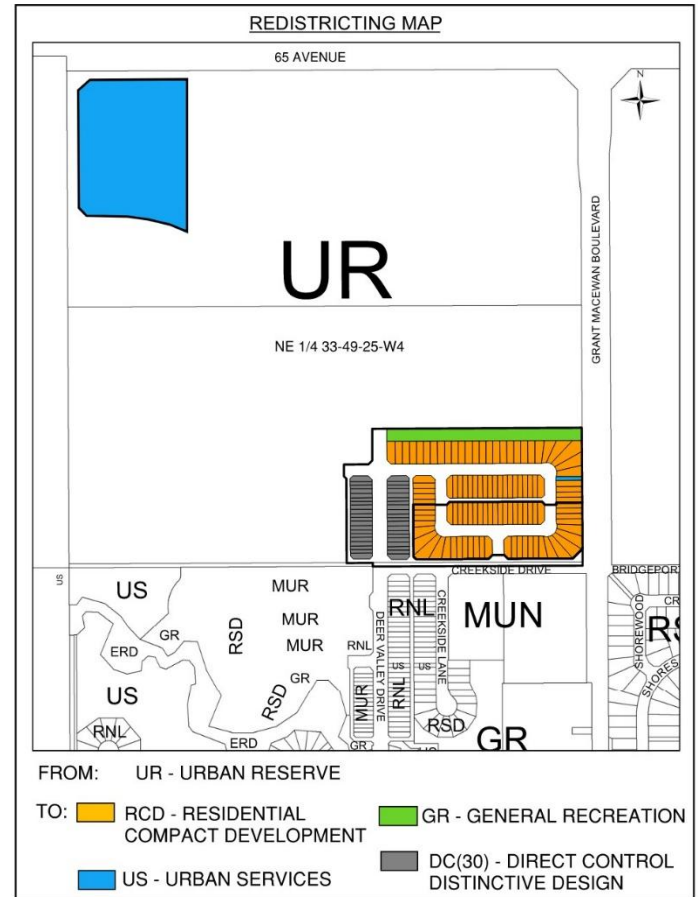 REDISTRICTING MAP
65 AVENUE
N
UR
GRANT MACEWAN BOULEVARD
NE 1/4 33-49-25-W4
CREEKSIDE DRIVE
BRIDGEPORT
US
US
MUR
MUR
MUR
RSD
GR
ERD
US
RNL
RSD
GR
ERD
RNL
MUR
GR
DEER VALLEY DRIVE
RNL
US
US
RNL
CREEKSIDE LANE
RSD
US
MUN
GR
SHOREWOOD
CR
RS
SHORES
FROM: UR - URBAN RESERVE
TO: RCD - RESIDENTIAL
COMPACT DEVELOPMENT
GR - GENERAL RECREATION
US - URBAN SERVICES
DC(30) - DIRECT CONTROL
DISTINCTIVE DESIGN